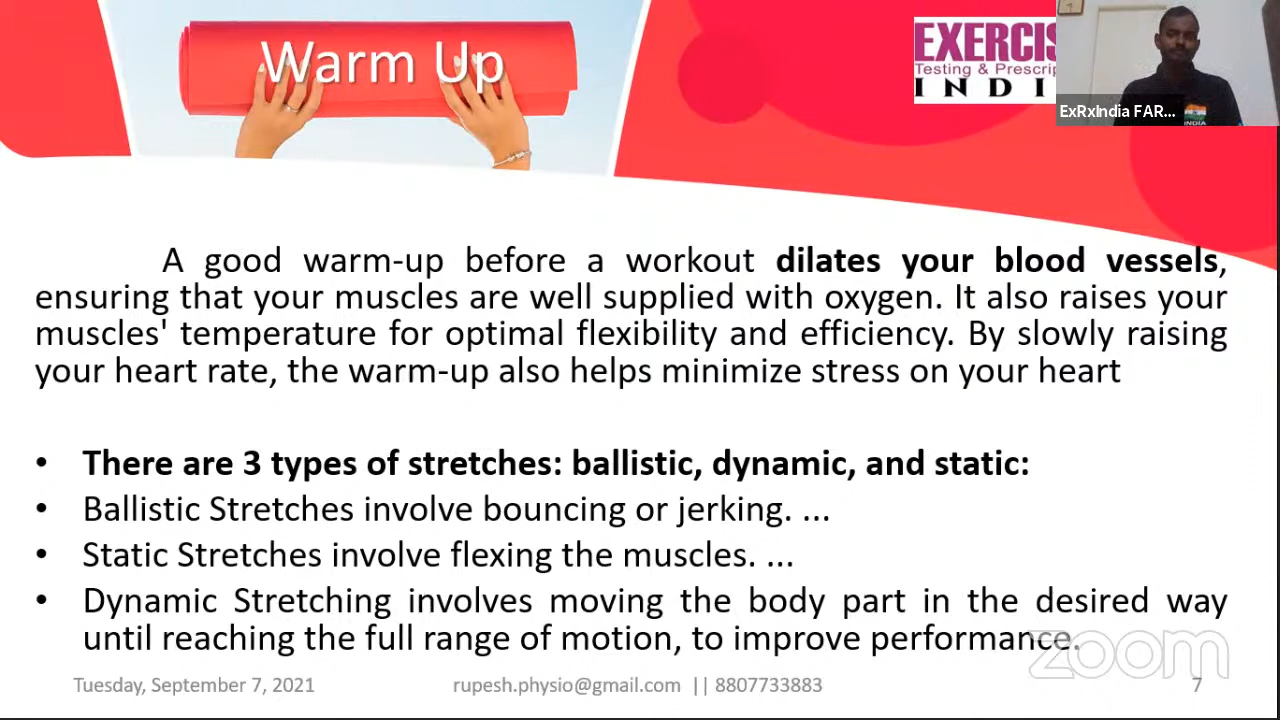 Warm Up
EXERCIS
Testing & Prescrip
INDI
ExRxIndia FAR...
INDIA
A good warm-up before a workout dilates your blood vessels,
ensuring that your muscles are well supplied with oxygen. It also raises your
muscles' temperature for optimal flexibility and efficiency. By slowly raising
your heart rate, the warm-up also helps minimize stress on your heart
• There are 3 types of stretches: ballistic, dynamic, and static:
• Ballistic Stretches involve bouncing or jerking. ...
• Static Stretches involve flexing the muscles. ...
• Dynamic Stretching involves moving the body part in the desired way
until reaching the full range of motion, to improve performance.
zoom
Tuesday, September 7, 2021
rupesh.physio@gmail.com || 8807733883
7